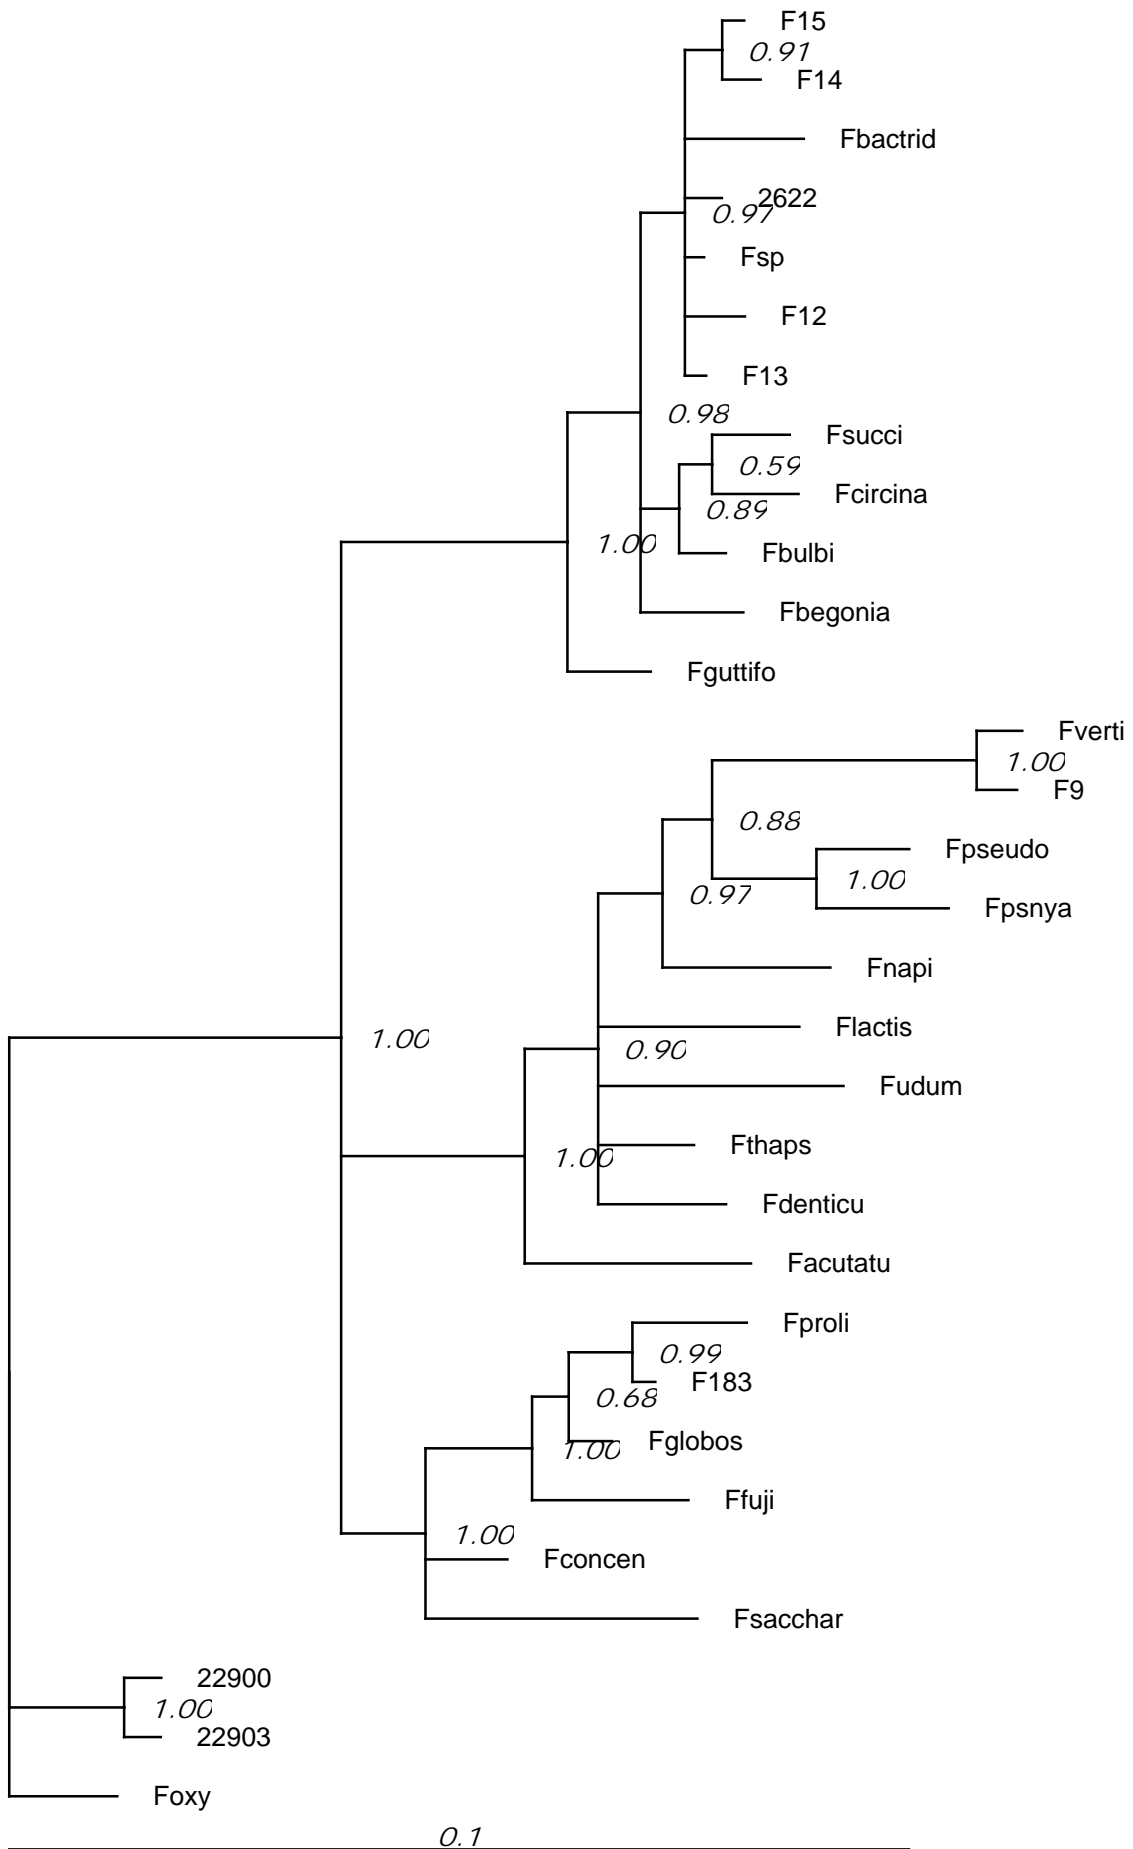 F15
0.91
F14
Fbactrid
2622
0.97
Fsp
F12
F13
0.98
Fsucci
0.59
Fcircina
0.89
1.00
Fbulbi
Fbegonia
Fguttifo
Fverti
1.00
F9
0.88
Fpseudo
1.00
0.97
Fpsnya
Fnapi
Flactis
1.00
0.90
Fudum
Fthaps
1.00
Fdenticu
Facutatu
Fproli
0.99
F183
0.68
Fglobos
1.00
Ffuji
1.00
Fconcen
Fsacchar
22900
1.00
22903
Foxy
0.1